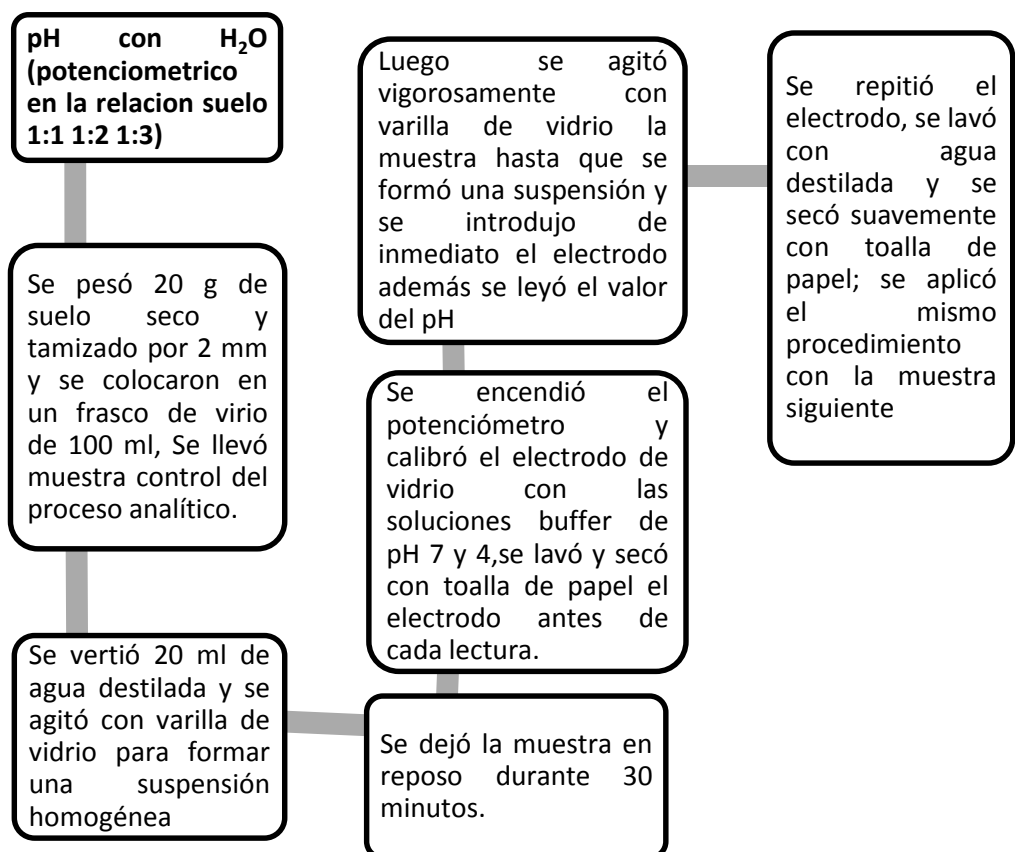 pH con H₂O
(potenciometrico
en la relacion suelo
1:1 1:2 1:3)
Se pesó 20 g de
suelo seco y
tamizado por 2 mm
y se colocaron en
un frasco de virio
de 100 ml, Se llevó
muestra control del
proceso analítico.
Se vertió 20 ml de
agua destilada y se
agitó con varilla de
vidrio para formar
una suspensión
homogénea
Se dejó la muestra en
reposo durante 30
minutos.
Se encendió el
potenciómetro y
calibró el electrodo de
vidrio con las
soluciones buffer de
pH 7 y 4,se lavó y secó
con toalla de papel el
electrodo antes de
cada lectura.
Luego se agitó
vigorosamente con
varilla de vidrio la
muestra hasta que se
formó una suspensión y
se introdujo de
inmediato el electrodo
además se leyó el valor
del pH
Se repitió el
electrodo, se lavó
con agua
destilada y se
secó suavemente
con toalla de
papel; se aplicó
el mismo
procedimiento
con la muestra
siguiente